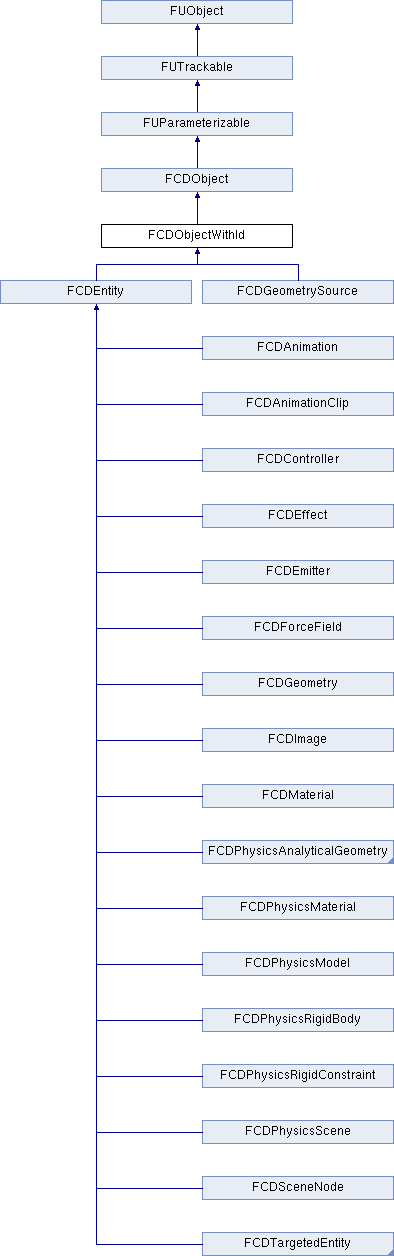 FUObject
FUTrackable
FUParameterizable
FCDObject
FCDObjectWithId
FCDEntity
FCDGeometrySource
FCDAnimation
FCDAnimationClip
FCDController
FCDEffect
FCDEmitter
FCDForceField
FCDGeometry
FCDImage
FCDMaterial
FCDPhysicsAnalyticalGeometry
FCDPhysicsMaterial
FCDPhysicsModel
FCDPhysicsRigidBody
FCDPhysicsRigidConstraint
FCDPhysicsScene
FCDSceneNode
FCDTargetedEntity